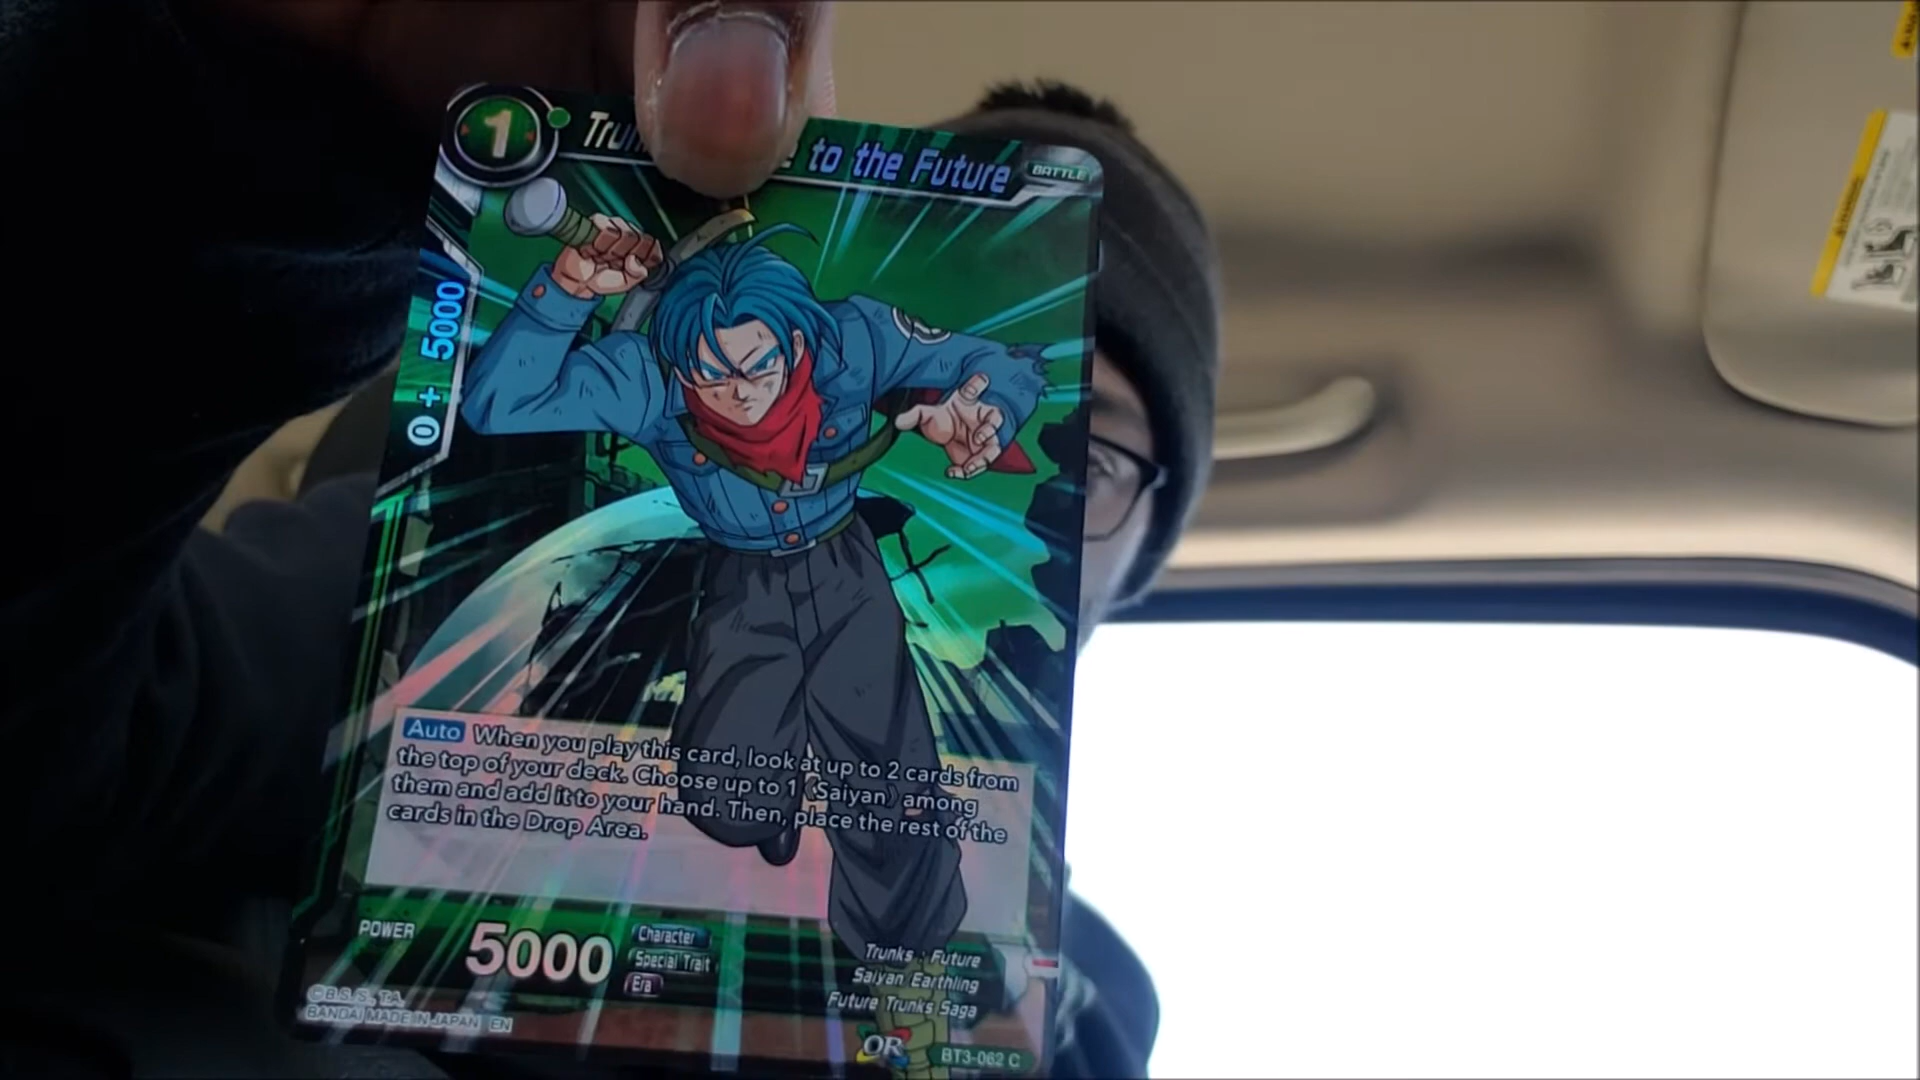 1
to the Future
BATTLE
0 + 5000
Auto When you play this card, look at up to 2 cards from
the top of your deck. Choose up to 1 《Saiyan》 among
them and add it to your hand. Then, place the rest of the
cards in the Drop Area.
POWER
5000
Character
Trunks : Future
Special Trait
Saiyan Earthling
Era
Future Trunks Saga
©B.S./S., T.A.
BANDAI MADE IN JAPAN EN
OR
BT3-062 C